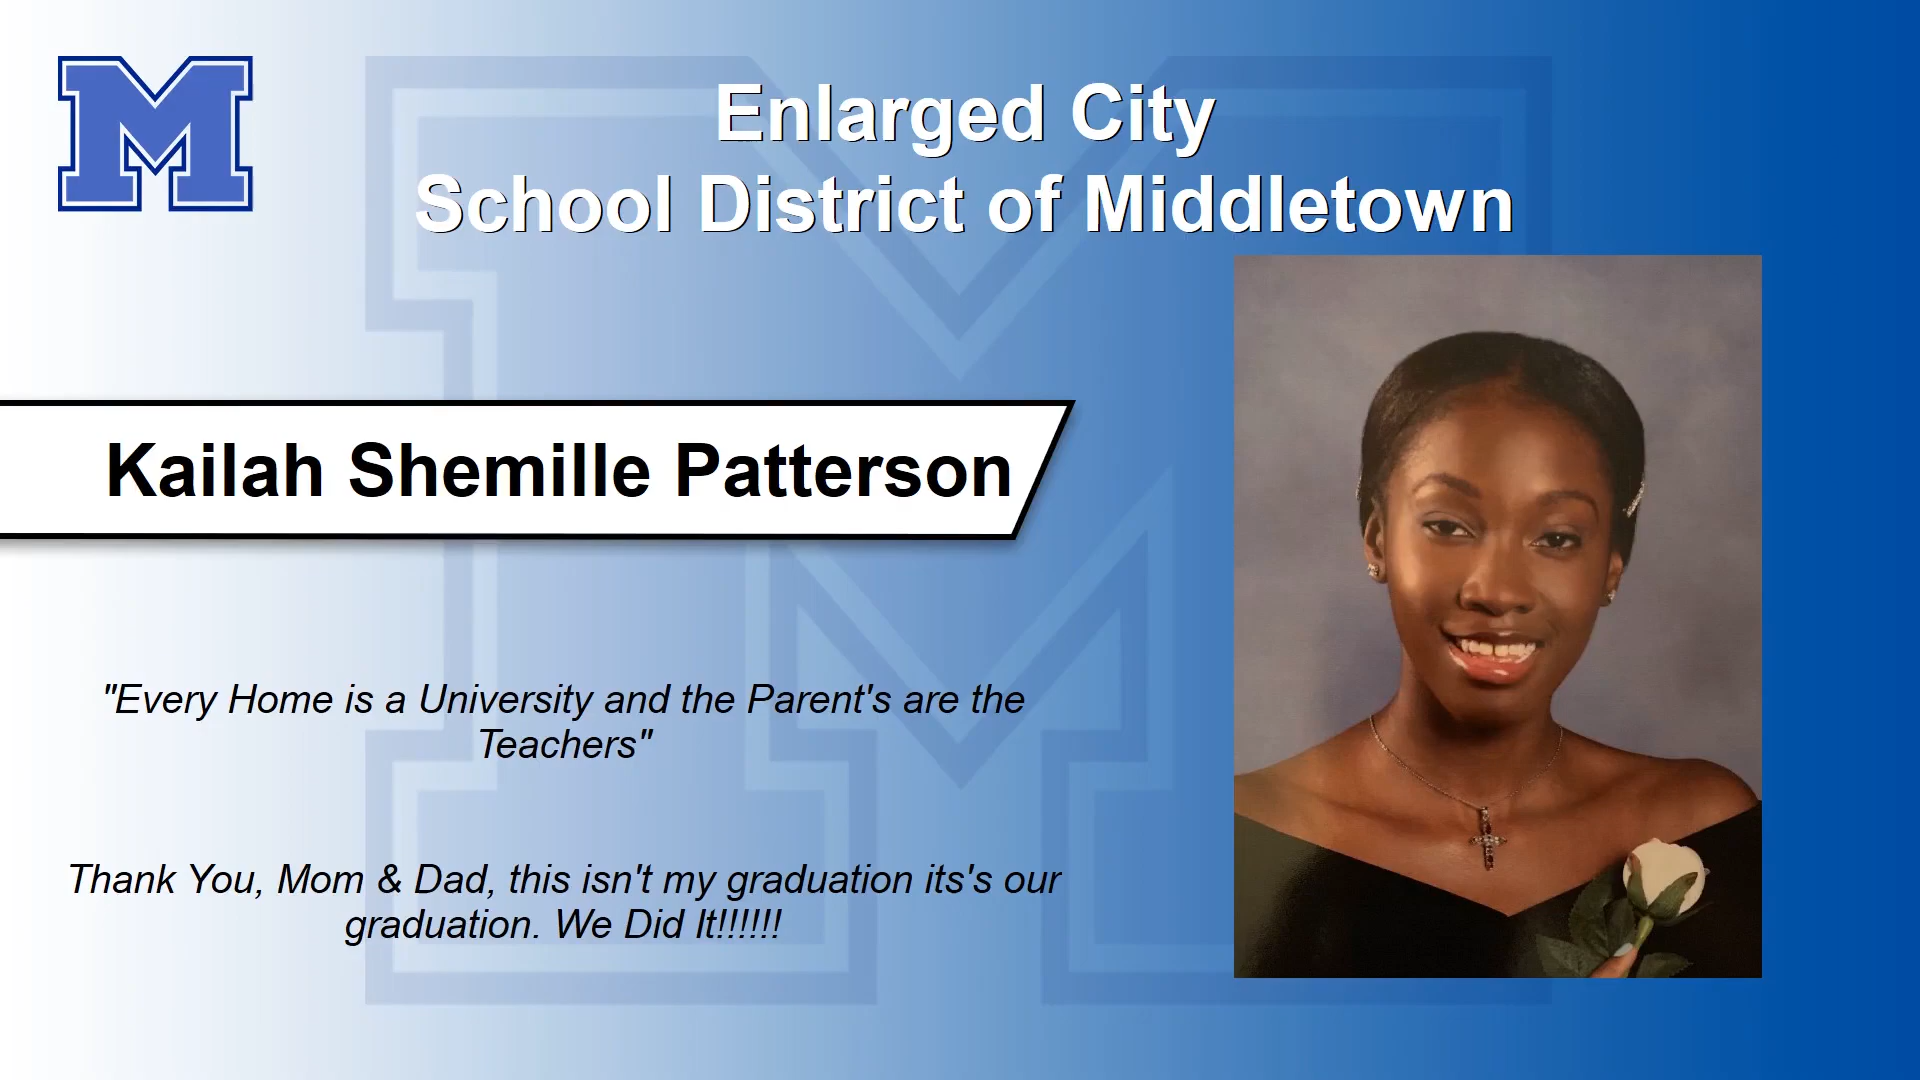 M
Enlarged City
School District of Middletown
Kailah Shemille Patterson
"Every Home is a University and the Parent's are the
Teachers"
Thank You, Mom & Dad, this isn't my graduation its's our
graduation. We Did It!!!!!!